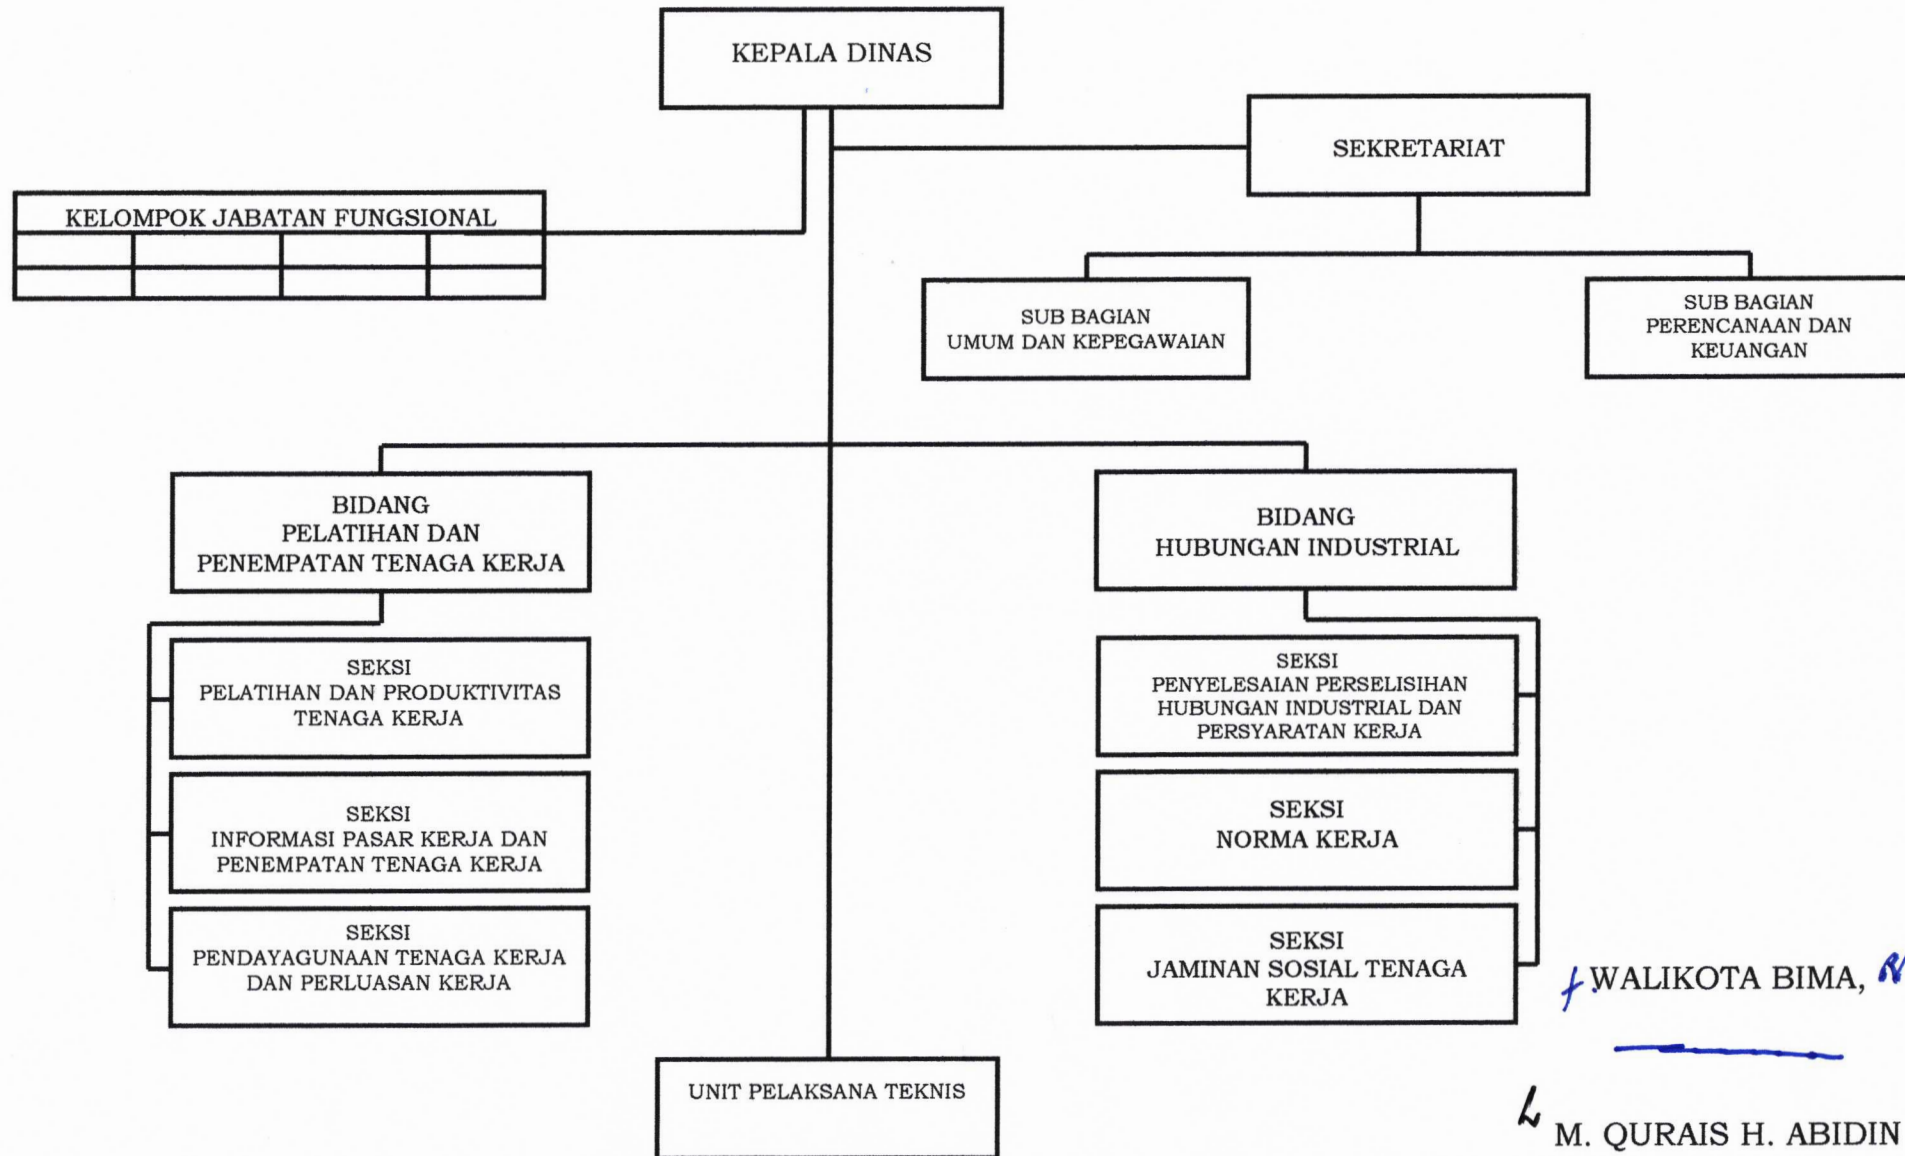 KEPALA DINAS
SEKRETARIAT
KELOMPOK JABATAN FUNGSIONAL
SUB BAGIAN
UMUM DAN KEPEGAWAIAN
SUB BAGIAN
PERENCANAAN DAN
KEUANGAN
BIDANG
PELATIHAN DAN
PENEMPATAN TENAGA KERJA
BIDANG
HUBUNGAN INDUSTRIAL
SEKSI
PELATIHAN DAN PRODUKTIVITAS
TENAGA KERJA
SEKSI
INFORMASI PASAR KERJA DAN
PENEMPATAN TENAGA KERJA
SEKSI
PENDAYAGUNAAN TENAGA KERJA
DAN PERLUASAN KERJA
SEKSI
PENYELESAIAN PERSELISIHAN
HUBUNGAN INDUSTRIAL DAN
PERSYARATAN KERJA
SEKSI
NORMA KERJA
SEKSI
JAMINAN SOSIAL TENAGA
KERJA
UNIT PELAKSANA TEKNIS
WALIKOTA BIMA,
M. QURAIS H. ABIDIN